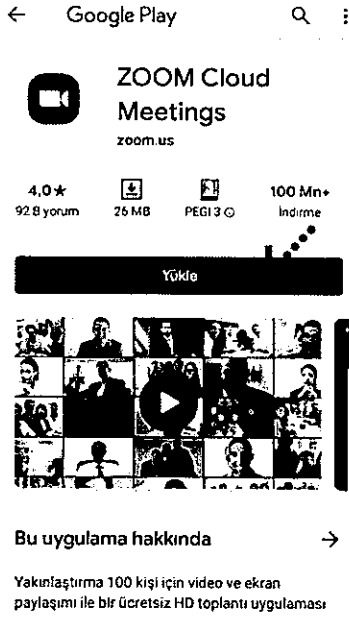 Google Play
ZOOM Cloud
Meetings
zoom.us
4,0★
92 B yorum
26 MB
PEGI 3
100 Mn+
İndirme
Yükle
Bu uygulama hakkında
Yakınlaştırma 100 kişi için video ve ekran
paylaşımı ile bir ücretsiz HD toplantı uygulaması